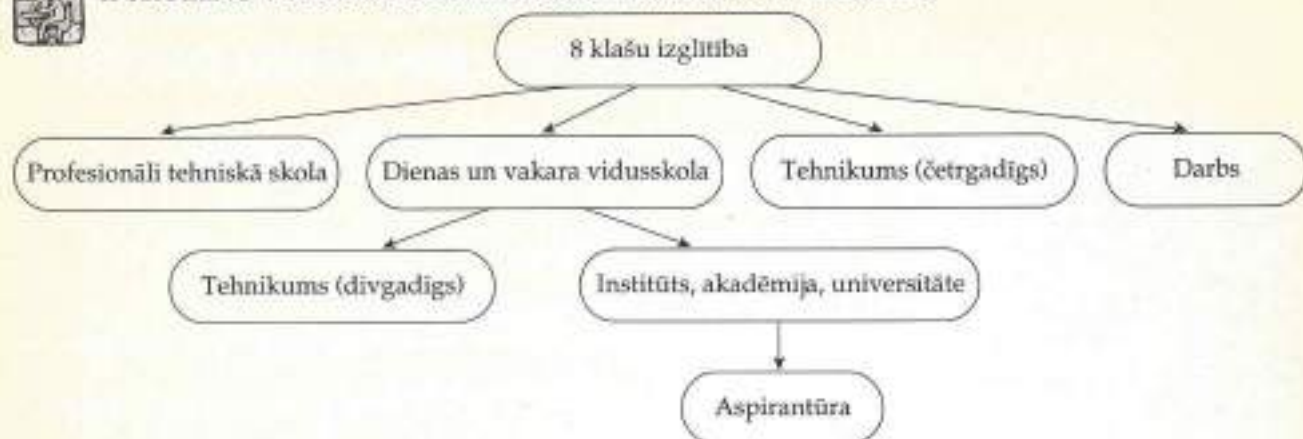 8 klašu izglītība
Profesionāli tehniskā skola
Dienas un vakara vidusskola
Tehnikums (četrgadīgs)
Darbs
Tehnikums (divgadīgs)
Institūts, akadēmija, universitāte
Aspirantūra